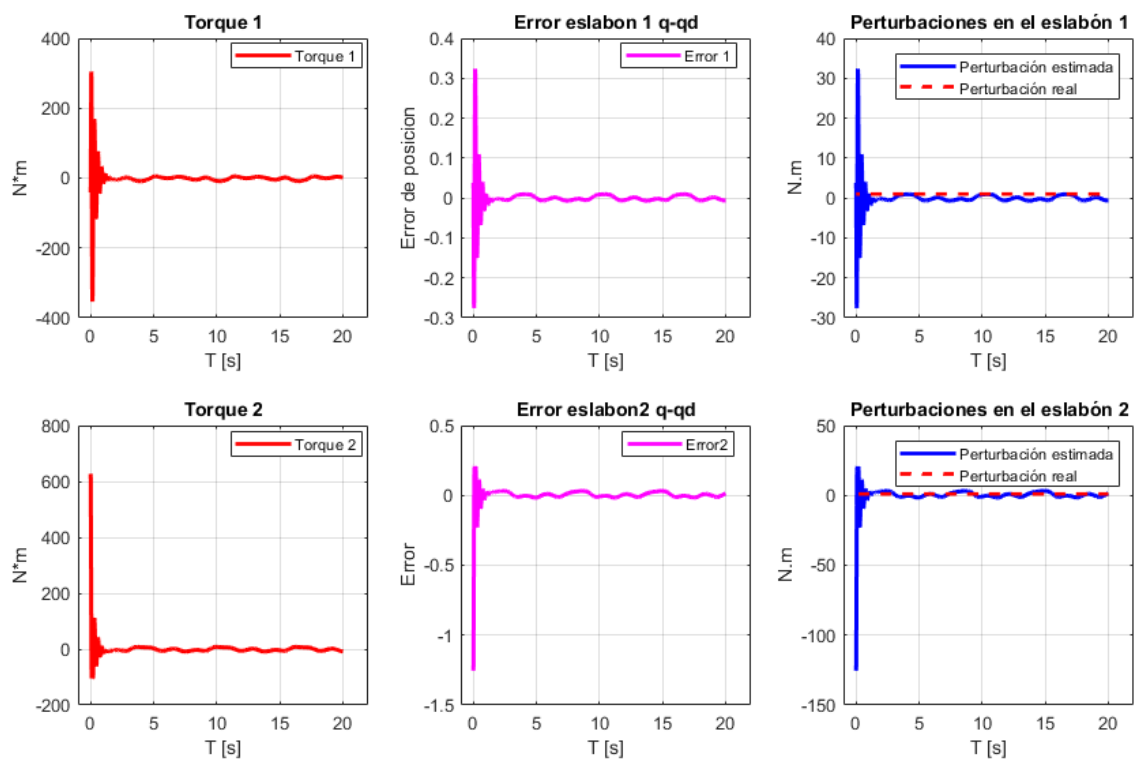 Torque 1
Error eslabon 1 q-qd
Perturbaciones en el eslabón 1
400
200
0
-200
-400
N*m
Torque 1
0 5 10 15 20
T [s]
0.4
0.3
0.2
0.1
0
-0.1
-0.2
-0.3
Error de posicion
Error 1
0 5 10 15 20
T [s]
40
30
20
10
0
-10
-20
-30
N.m
Perturbación estimada
Perturbación real
0 5 10 15 20
T [s]
Torque 2
Error eslabon2 q-qd
Perturbaciones en el eslabón 2
800
600
400
200
0
-200
N*m
Torque 2
0 5 10 15 20
T [s]
0.5
0
-0.5
-1
-1.5
Error
Error2
0 5 10 15 20
T [s]
50
0
-50
-100
-150
N.m
Perturbación estimada
Perturbación real
0 5 10 15 20
T [s]